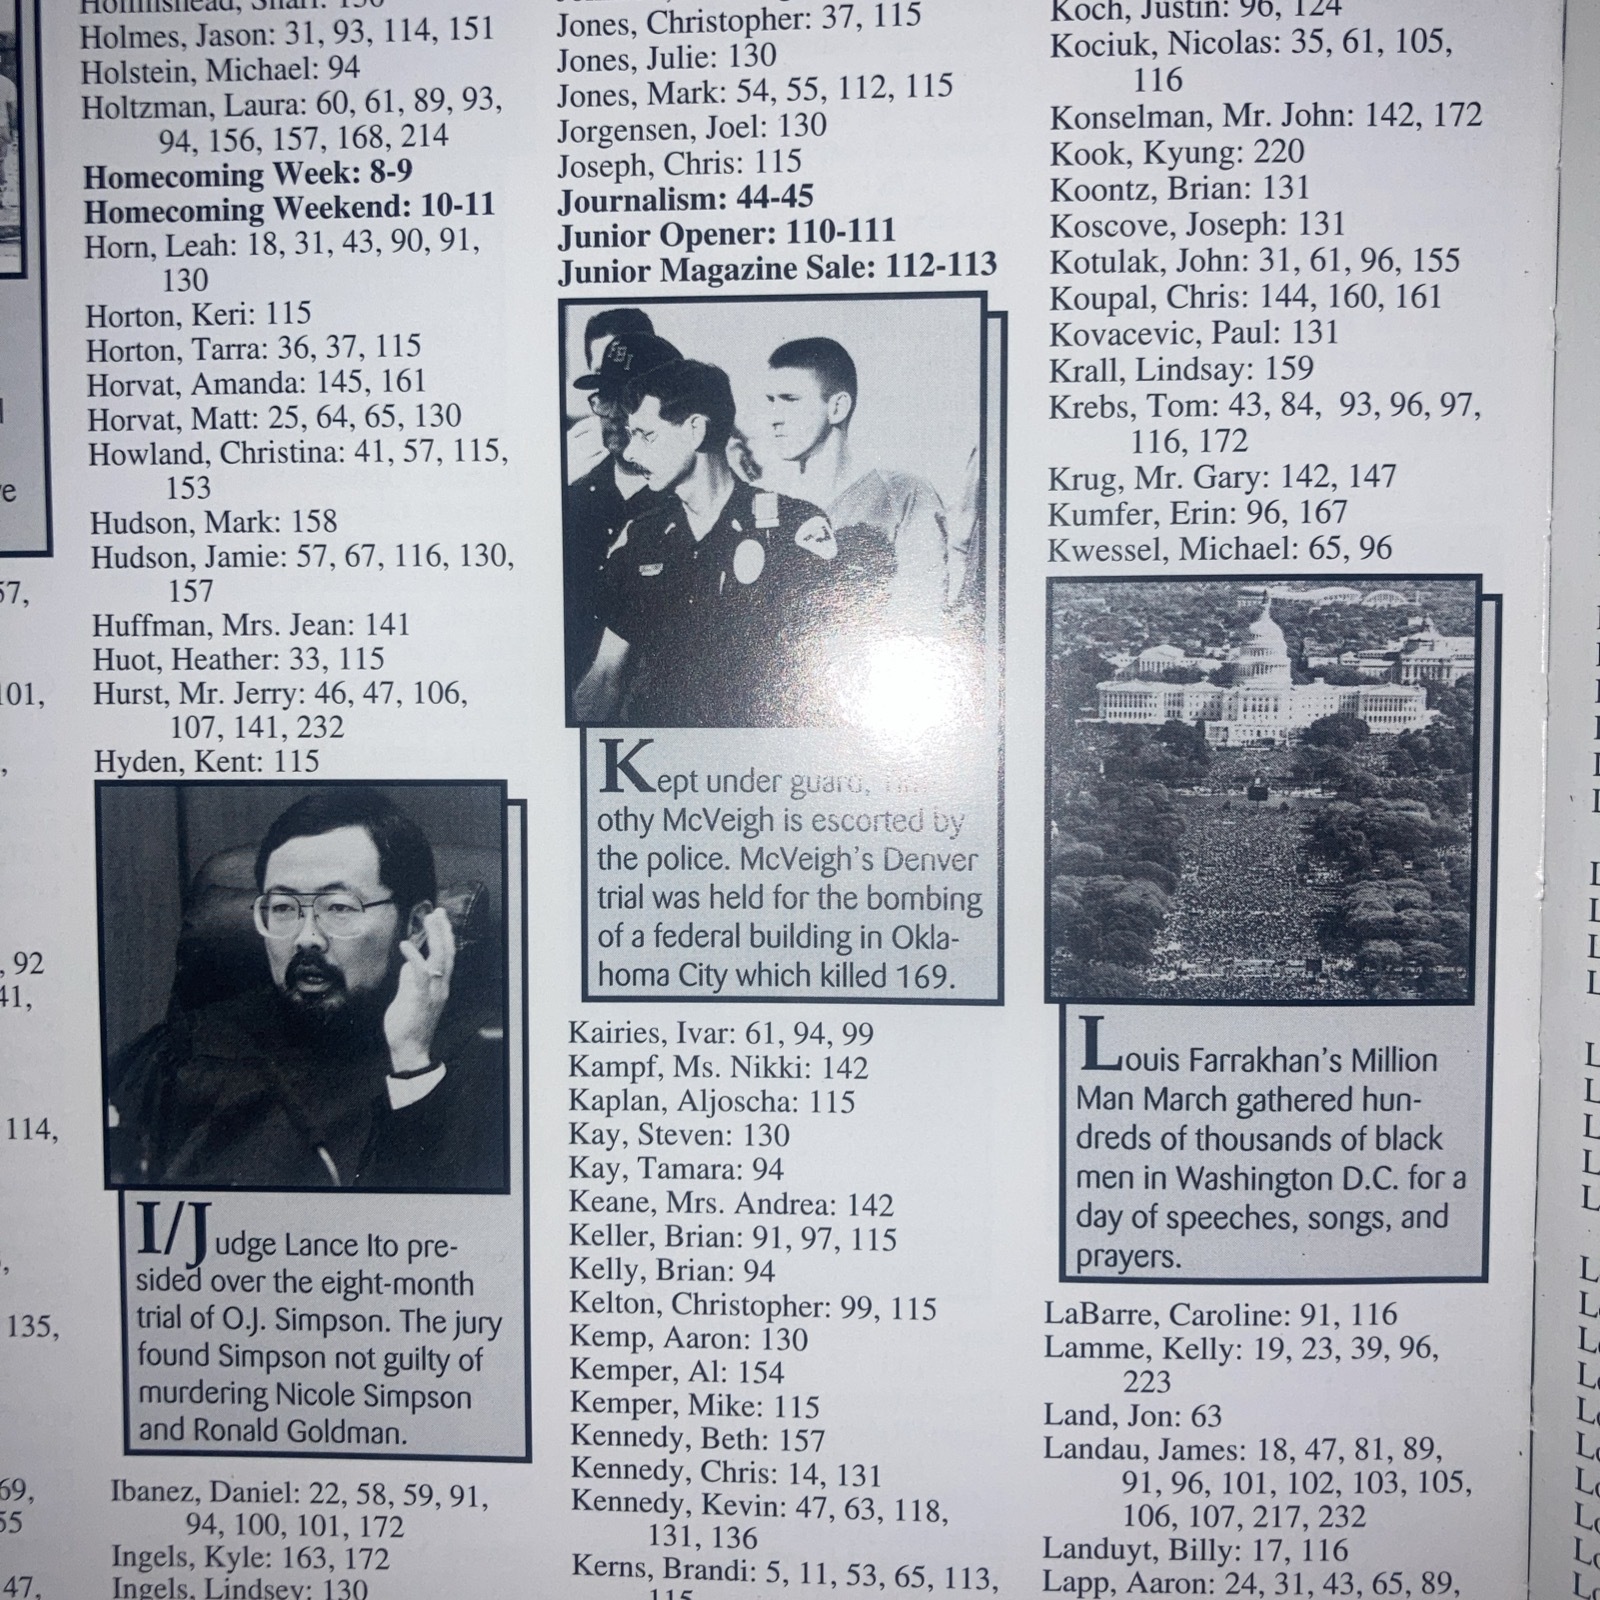 Holmes, Jason: 31, 93, 114, 151
Holstein, Michael: 94
Holtzman, Laura: 60, 61, 89, 93,
94, 156, 157, 168, 214
Homecoming Week: 8-9
Homecoming Weekend: 10-11
Horn, Leah: 18, 31, 43, 90, 91,
130
Horton, Keri: 115
Horton, Tarra: 36, 37, 115
Horvat, Amanda: 145, 161
Horvat, Matt: 25, 64, 65, 130
Howland, Christina: 41, 57, 115,
153
Hudson, Mark: 158
Hudson, Jamie: 57, 67, 116, 130,
157
Huffman, Mrs. Jean: 141
Huot, Heather: 33, 115
Hurst, Mr. Jerry: 46, 47, 106,
107, 141, 232
Hyden, Kent: 115
I/Judge Lance Ito pre-
sided over the eight-month
trial of O.J. Simpson. The jury
found Simpson not guilty of
murdering Nicole Simpson
and Ronald Goldman.
Ibanez, Daniel: 22, 58, 59, 91,
94, 100, 101, 172
Ingels, Kyle: 163, 172
Ingels, Lindsey: 130
Jones, Christopher: 37, 115
Jones, Julie: 130
Jones, Mark: 54, 55, 112, 115
Jorgensen, Joel: 130
Joseph, Chris: 115
Journalism: 44-45
Junior Opener: 110-111
Junior Magazine Sale: 112-113
FBI
Kept under guard, Tim-
othy McVeigh is escorted by
the police. McVeigh's Denver
trial was held for the bombing
of a federal building in Okla-
homa City which killed 169.
Kairies, Ivar: 61, 94, 99
Kampf, Ms. Nikki: 142
Kaplan, Aljoscha: 115
Kay, Steven: 130
Kay, Tamara: 94
Keane, Mrs. Andrea: 142
Keller, Brian: 91, 97, 115
Kelly, Brian: 94
Kelton, Christopher: 99, 115
Kemp, Aaron: 130
Kemper, Al: 154
Kemper, Mike: 115
Kennedy, Beth: 157
Kennedy, Chris: 14, 131
Kennedy, Kevin: 47, 63, 118,
131, 136
Kerns, Brandi: 5, 11, 53, 65, 113,
115
Koch, Justin: 96, 124
Kociuk, Nicolas: 35, 61, 105,
116
Konselman, Mr. John: 142, 172
Kook, Kyung: 220
Koontz, Brian: 131
Koscove, Joseph: 131
Kotulak, John: 31, 61, 96, 155
Koupal, Chris: 144, 160, 161
Kovacevic, Paul: 131
Krall, Lindsay: 159
Krebs, Tom: 43, 84, 93, 96, 97,
116, 172
Krug, Mr. Gary: 142, 147
Kumfer, Erin: 96, 167
Kwessel, Michael: 65, 96
Louis Farrakhan's Million
Man March gathered hun-
dreds of thousands of black
men in Washington D.C. for a
day of speeches, songs, and
prayers.
LaBarre, Caroline: 91, 116
Lamme, Kelly: 19, 23, 39, 96,
223
Land, Jon: 63
Landau, James: 18, 47, 81, 89,
91, 96, 101, 102, 103, 105,
106, 107, 217, 232
Landuyt, Billy: 17, 116
Lapp, Aaron: 24, 31, 43, 65, 89,